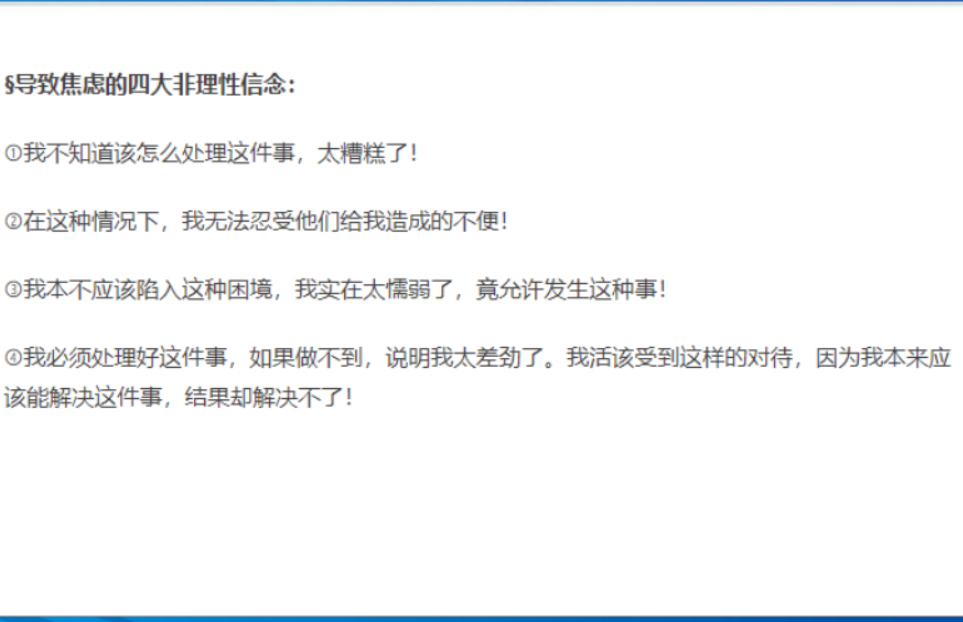 §导致焦虑的四大非理性信念：
①我不知道该怎么处理这件事，太糟糕了！
②在这种情况下，我无法忍受他们给我造成的不便！
③我本不应该陷入这种困境，我实在太懦弱了，竟允许发生这种事！
④我必须处理好这件事，如果做不到，说明我太差劲了。我活该受到这样的对待，因为我本来应
该能解决这件事，结果却解决不了！